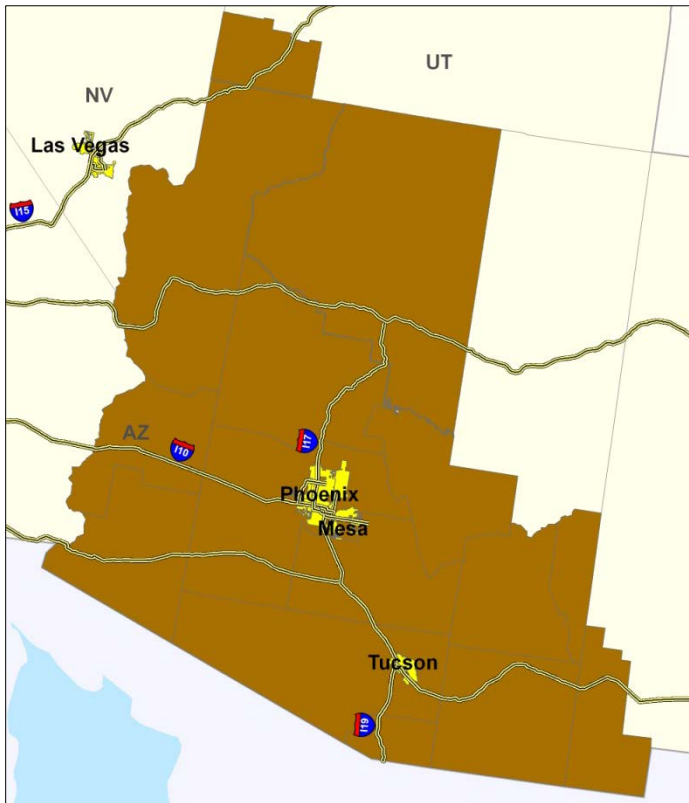 UT
NV
Las Vegas
I15
AZ
I10
I17
Phoenix
Mesa
Tucson
I19